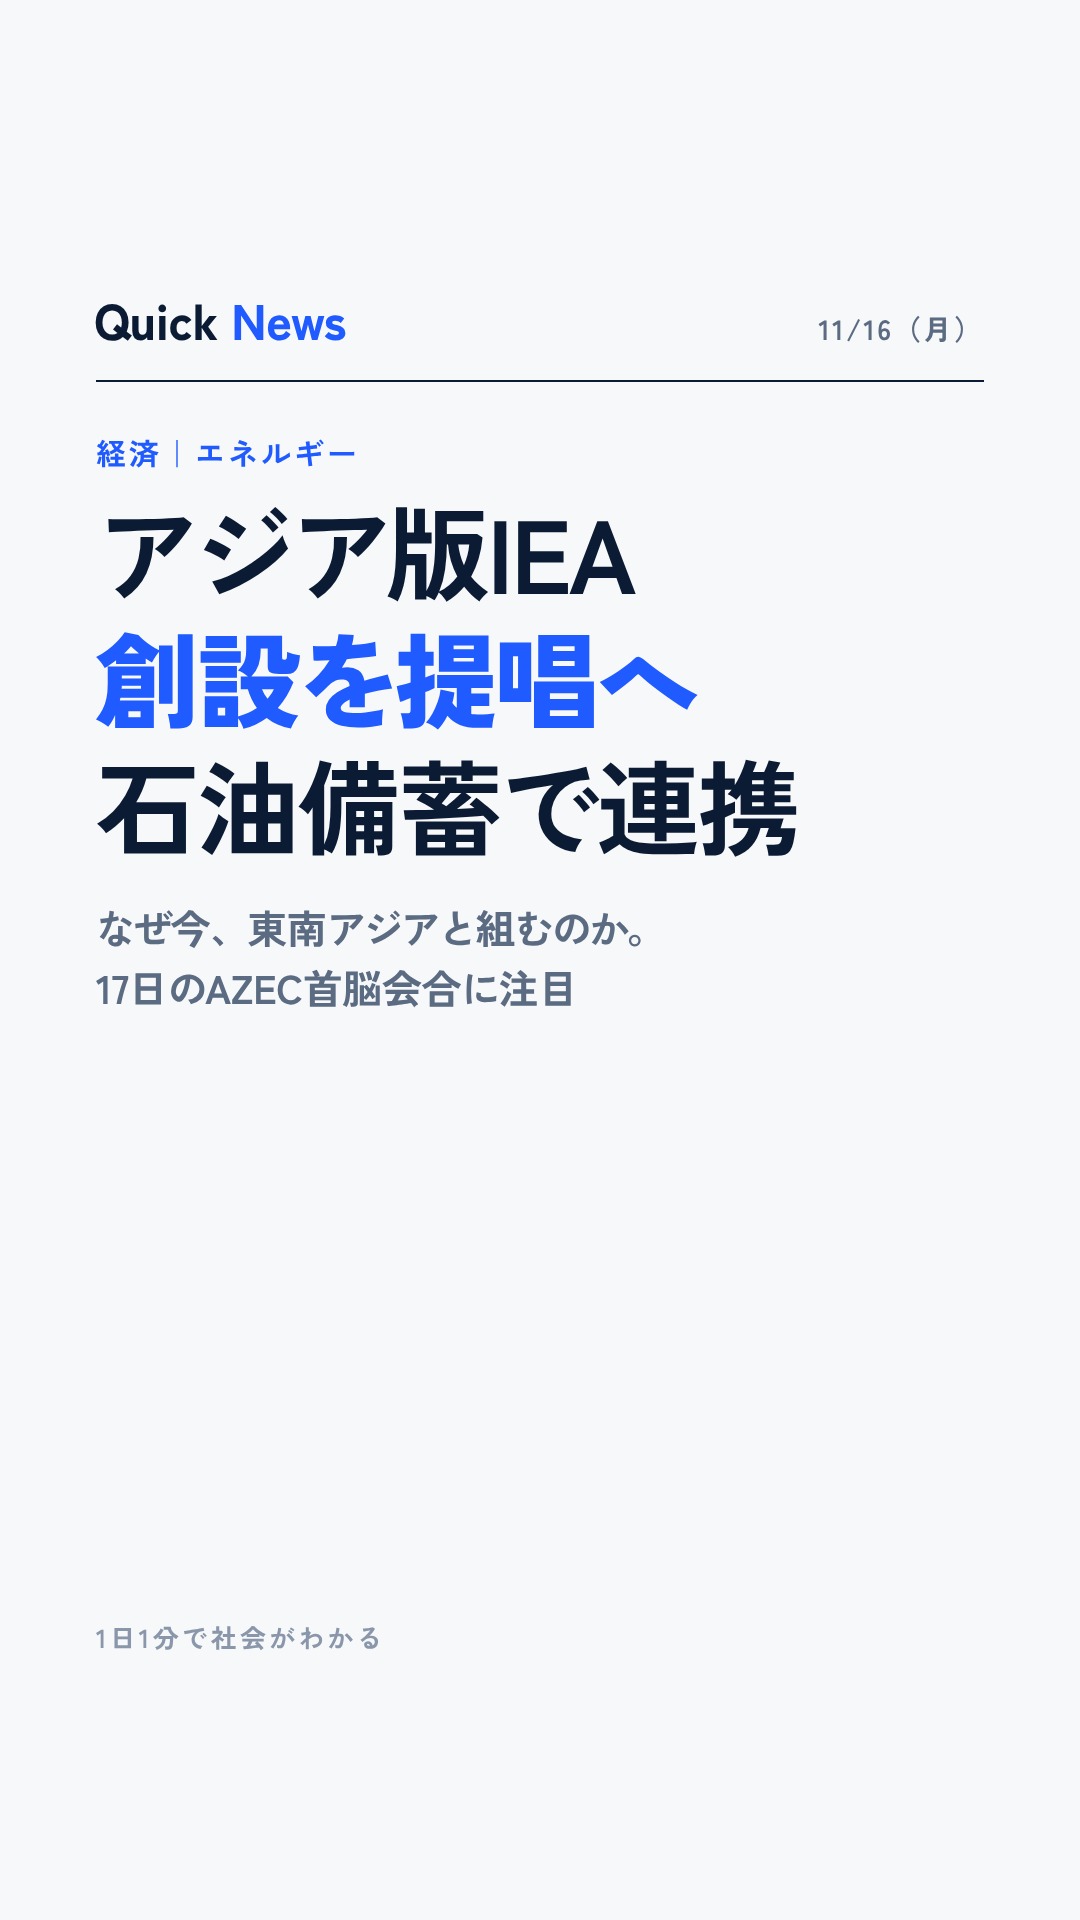 Quick News
11/16（月）
経済｜エネルギー
アジア版IEA
創設を提唱へ
石油備蓄で連携
なぜ今、東南アジアと組むのか。
17日のAZEC首脳会合に注目
1日1分で社会がわかる